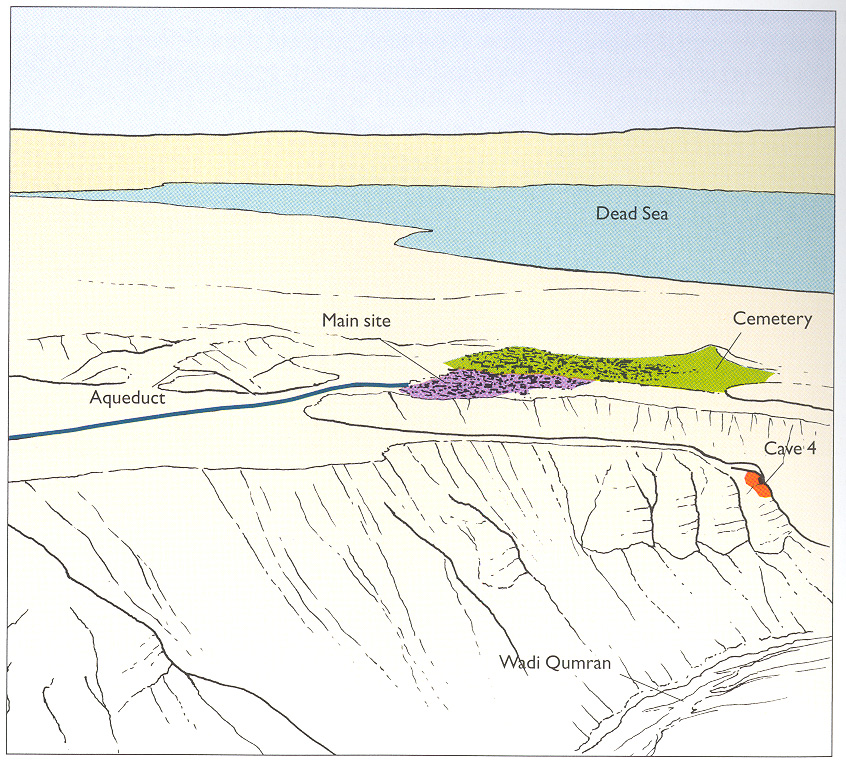 Dead Sea
Main site
Cemetery
Aqueduct
Cave 4
Wadi Qumran